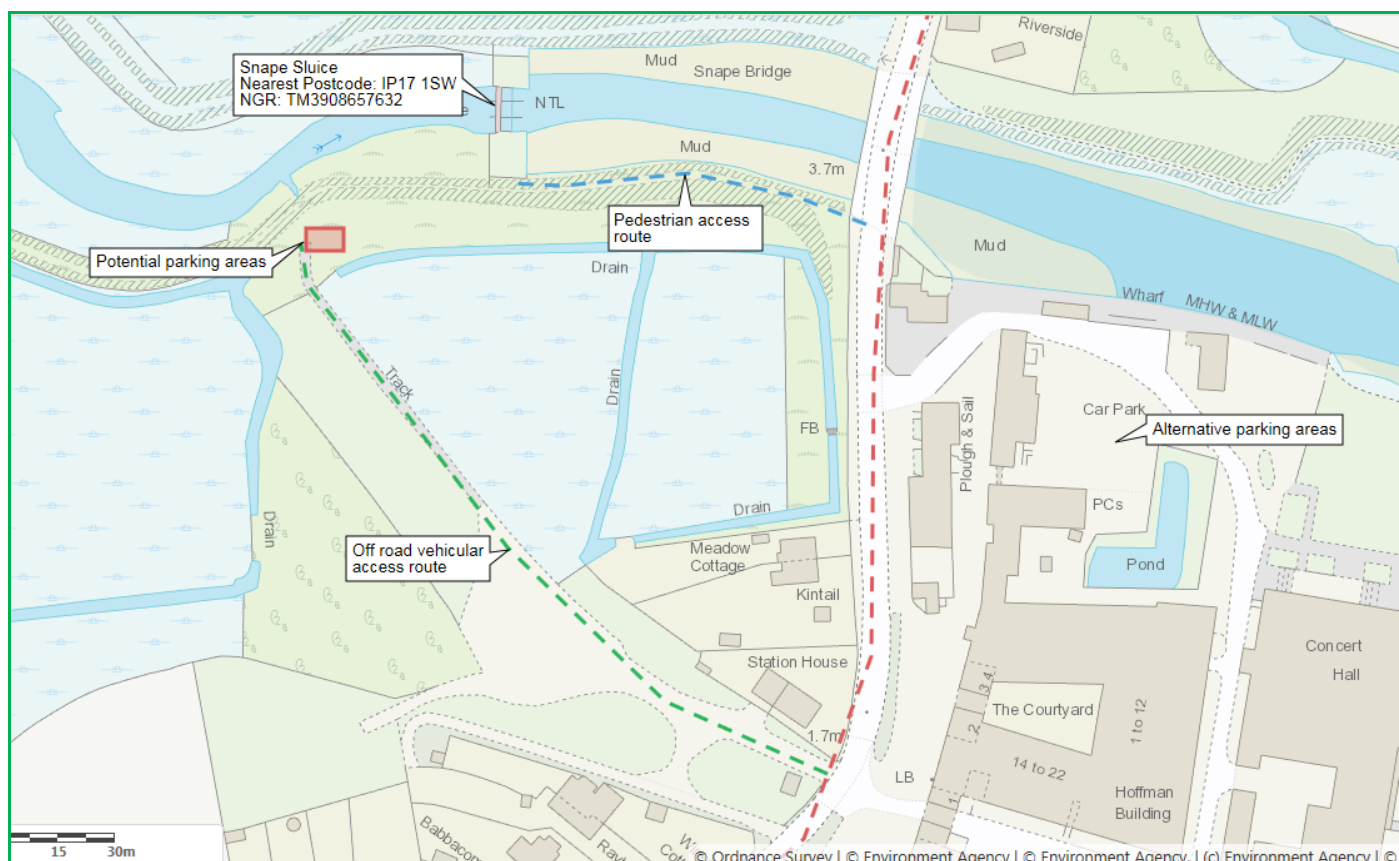 Riverside
Snape Sluice
Nearest Postcode: IP17 1SW
NGR: TM3908657632
Mud
Snape Bridge
NTL
Mud
3.7m
Pedestrian access
route
Potential parking areas
Drain
Mud
Wharf
MHW & MLW
Track
Drain
Car Park
Alternative parking areas
FB
Plough & Sail
PCs
Drain
Drain
Off road vehicular
access route
Meadow
Cottage
Pond
Kintail
Station House
Concert
Hall
3 4
2
The Courtyard
1 to 12
1.7m
14 to 22
LB
1
Hoffman
Building
15 30m
© Ordnance Survey | © Environment Agency | © Environment Agency, | (c) Environment Agency | ©